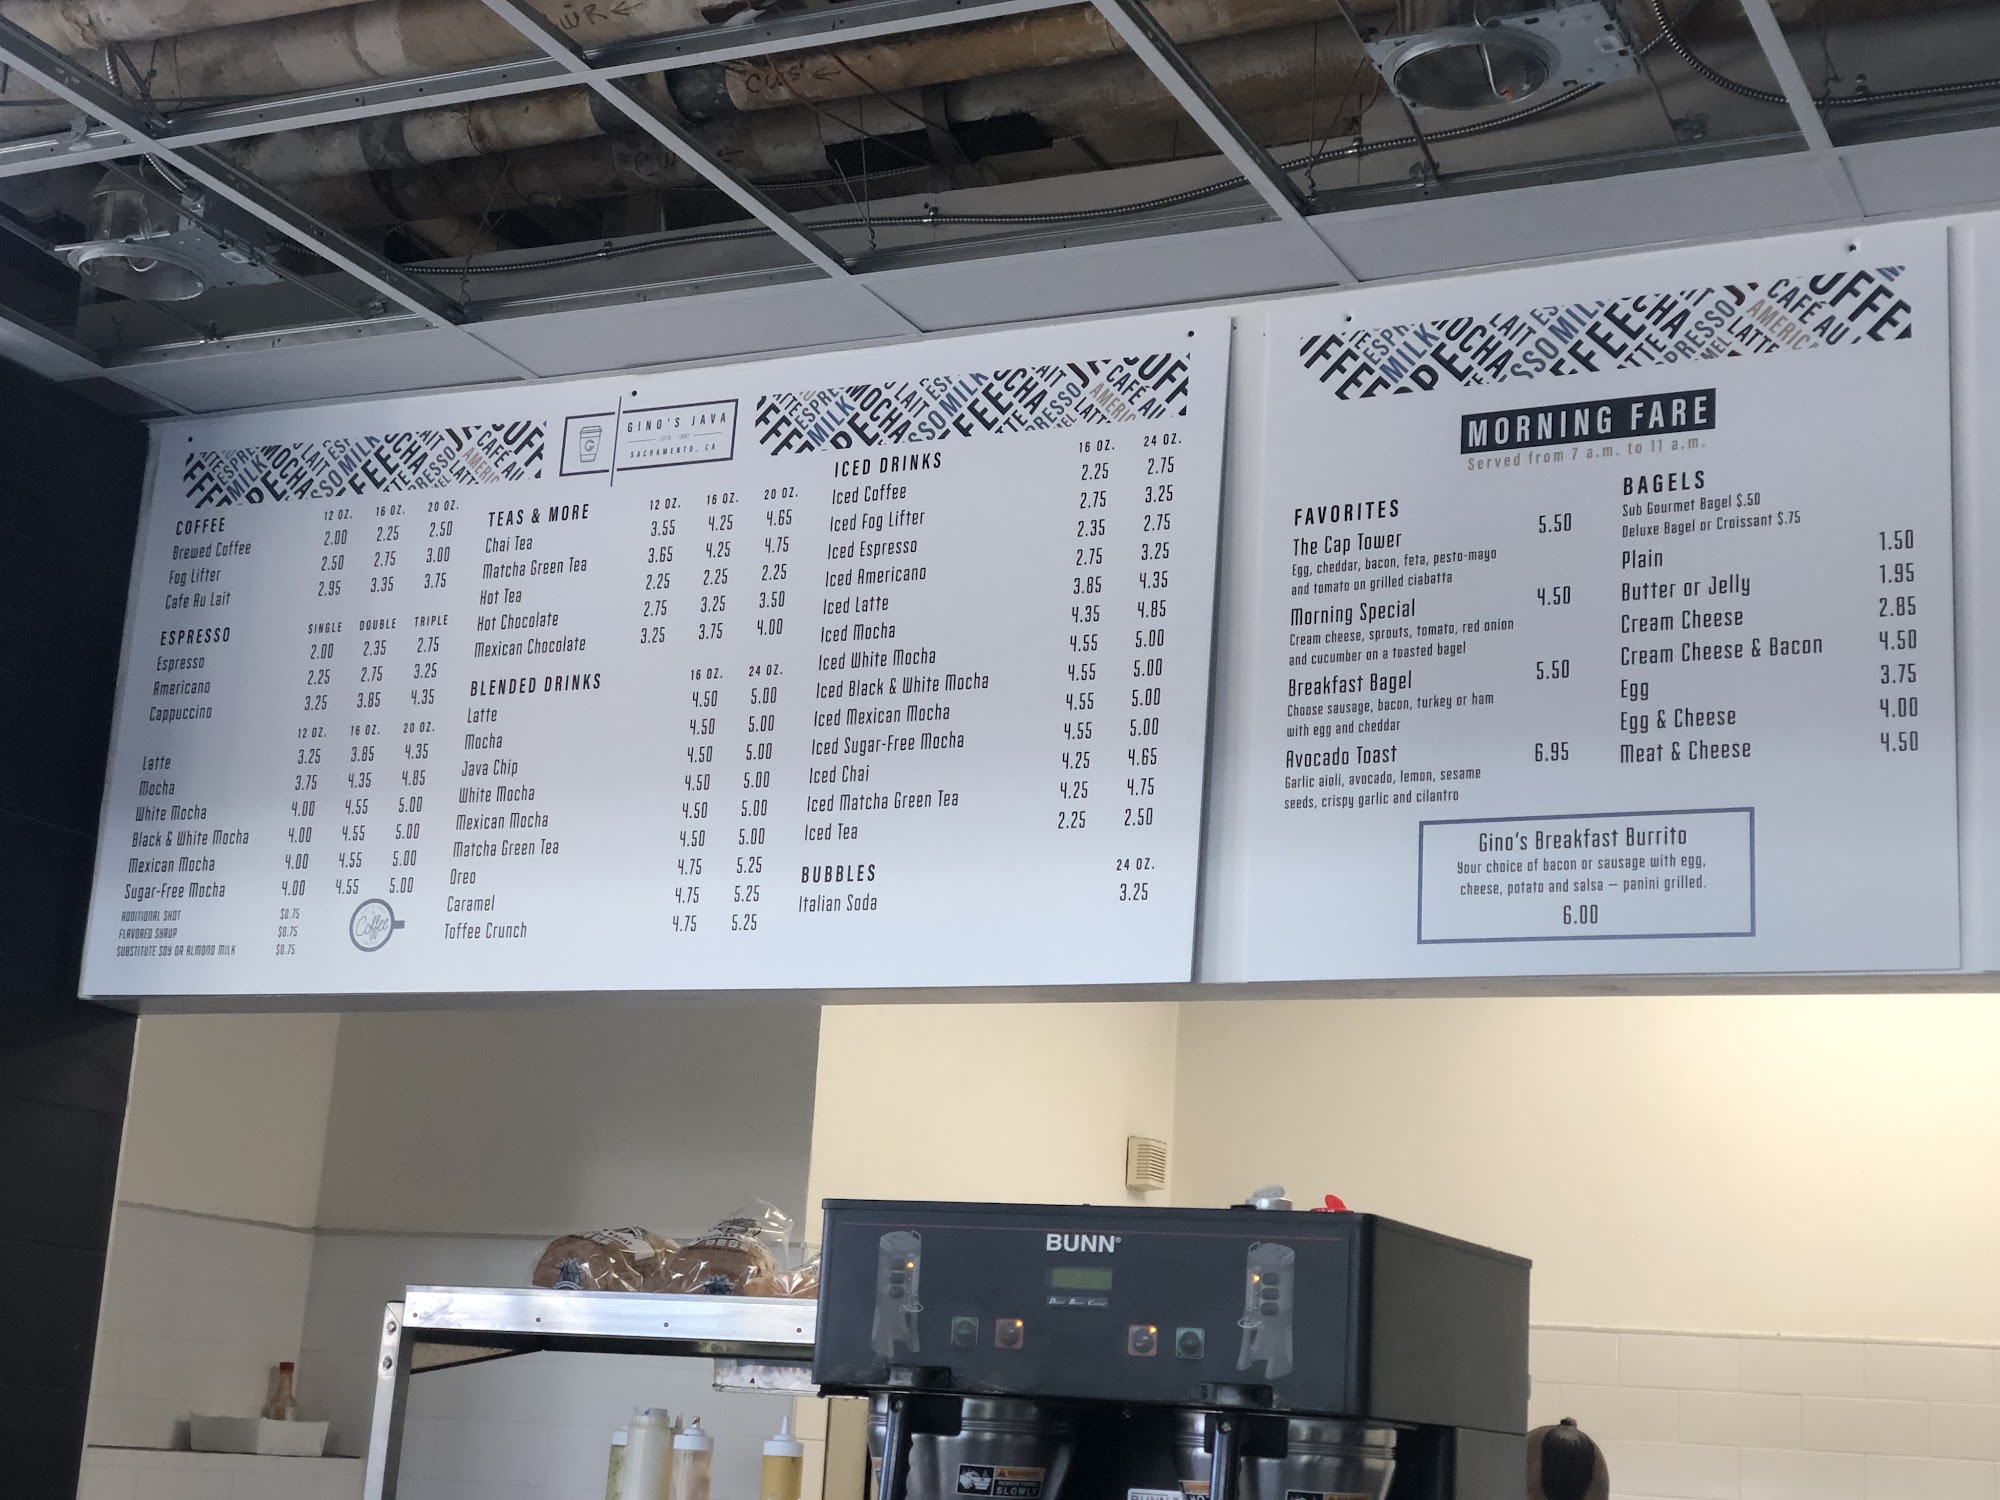 GINO'S JAVA
SACRAMENTO, CA
COFFEE 12 OZ. 16 OZ. 20 OZ.
Brewed Coffee 2.00 2.25 2.50
Fog Lifter 2.50 2.75 3.00
Cafe Au Lait 2.95 3.35 3.75
ESPRESSO SINGLE DOUBLE TRIPLE
Espresso 2.00 2.35 2.75
Americano 2.25 2.75 3.25
Cappuccino 3.25 3.85 4.35
12 OZ. 16 OZ. 20 OZ.
Latte 3.25 3.85 4.35
Mocha 3.75 4.35 4.85
White Mocha 4.00 4.55 5.00
Black & White Mocha 4.00 4.55 5.00
Mexican Mocha 4.00 4.55 5.00
Sugar-Free Mocha 4.00 4.55 5.00
ADDITIONAL SHOT $0.75
FLAVORED SYRUP $0.75
SUBSTITUTE SOY OR ALMOND MILK $0.75
Coffee
TEAS & MORE 12 OZ. 16 OZ. 20 OZ.
Chai Tea 3.55 4.25 4.65
Matcha Green Tea 3.65 4.25 4.75
Hot Tea 2.25 2.25 2.25
Hot Chocolate 2.75 3.25 3.50
Mexican Chocolate 3.25 3.75 4.00
BLENDED DRINKS 16 OZ. 24 OZ.
Latte 4.50 5.00
Mocha 4.50 5.00
Java Chip 4.50 5.00
White Mocha 4.50 5.00
Mexican Mocha 4.50 5.00
Matcha Green Tea 4.50 5.00
Oreo 4.75 5.25
Caramel 4.75 5.25
Toffee Crunch 4.75 5.25
ICED DRINKS 16 OZ. 24 OZ.
Iced Coffee 2.25 2.75
Iced Fog Lifter 2.75 3.25
Iced Espresso 2.35 2.75
Iced Americano 2.75 3.25
Iced Latte 3.85 4.35
Iced Mocha 4.35 4.85
Iced White Mocha 4.55 5.00
Iced Black & White Mocha 4.55 5.00
Iced Mexican Mocha 4.55 5.00
Iced Sugar-Free Mocha 4.55 5.00
Iced Chai 4.25 4.65
Iced Matcha Green Tea 4.25 4.75
Iced Tea 2.25 2.50
BUBBLES 24 OZ.
Italian Soda 3.25
MORNING FARE
Served from 7 a.m. to 11 a.m.
FAVORITES
The Cap Tower 5.50
Egg, cheddar, bacon, feta, pesto-mayo
and tomato on grilled ciabatta
Morning Special 4.50
Cream cheese, sprouts, tomato, red onion
and cucumber on a toasted bagel
Breakfast Bagel 5.50
Choose sausage, bacon, turkey or ham
with egg and cheddar
Avocado Toast 6.95
Garlic aioli, avocado, lemon, sesame
seeds, crispy garlic and cilantro
BAGELS
Sub Gourmet Bagel $.50
Deluxe Bagel or Croissant $.75
Plain 1.50
Butter or Jelly 1.95
Cream Cheese 2.85
Cream Cheese & Bacon 4.50
Egg 3.75
Egg & Cheese 4.00
Meat & Cheese 4.50
Gino's Breakfast Burrito
Your choice of bacon or sausage with egg,
cheese, potato and salsa – panini grilled.
6.00
BUNN
SLOWLY